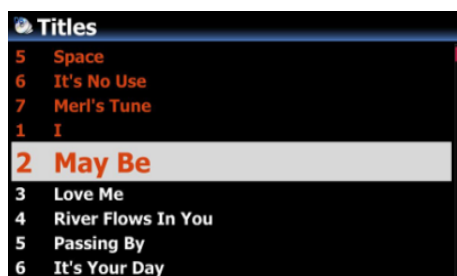 Titles
5 Space
6 It's No Use
7 Merl's Tune
1 I
2 May Be
3 Love Me
4 River Flows In You
5 Passing By
6 It's Your Day